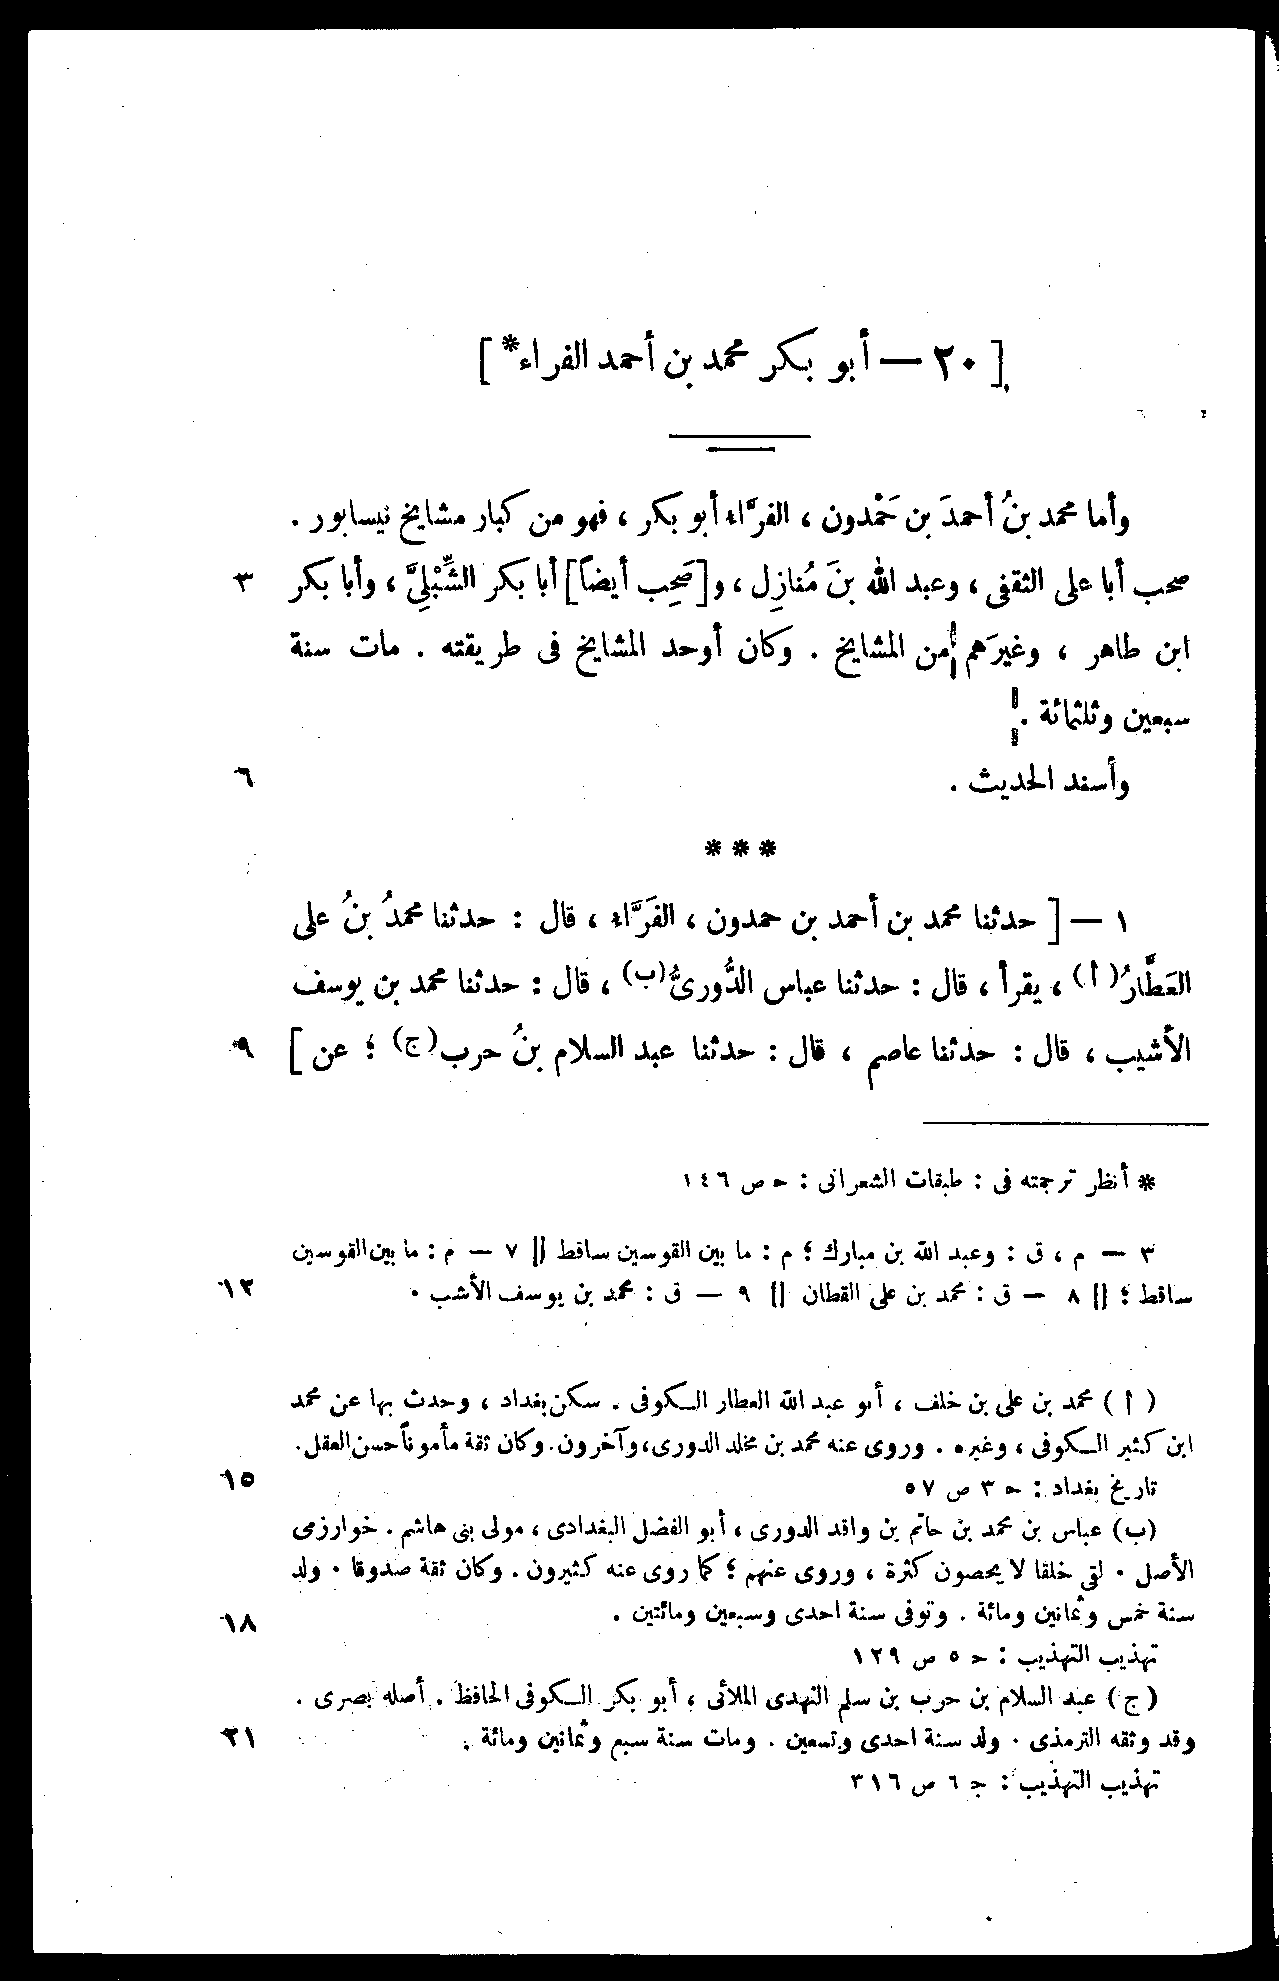 [ ٢٠ — أبو بكر محمد بن أحمد الفراء* ]
وأما محمد بنُ أحمدَ بن حَمْدون ، الفرَّاء أبو بكر ، فهو من كبار مشايخ نيسابور .
صحب أبا على الثقفى ، وعبد الله بنَ مُنازِل ، و[صَحِب أيضاً] أبا بكر الشِّبْلِىَّ ، وأبا بكر ٣
ابن طاهر ، وغيرَهم من المشايخ . وكان أوحد المشايخ فى طريقته . مات سنة
سبعين وثلثمائة .
وأسند الحديث . ٦
* * *
١ — [ حدثنا محمد بن أحمد بن حمدون ، الفَرَّاء ، قال : حدثنا محمدُ بنُ على
العَطَّارُ(أ) ، يقرأ ، قال : حدثنا عباس الدُّورىُّ(ب) ، قال : حدثنا محمد بن يوسف
الأشيب ، قال : حدثنا عاصم ، قال : حدثنا عبد السلام بنُ حرب(ج) ؛ عن ] ٩
* أنظر ترجمته فى : طبقات الشعرانى : ح ص ١٤٦
٣ — م ، ق : وعبد الله بن مبارك ؛ م : ما بين القوسين ساقط || ٧ — م : ما بين القوسين
ساقط ؛ || ٨ — ق : محمد بن على القطان || ٩ — ق : محمد بن يوسف الأشب . ١٢
( أ ) محمد بن على بن خلف ، أبو عبد الله العطار الكوفى . سكن بغداد ، وحدث بها عن محمد
ابن كثير الكوفى ، وغيره . وروى عنه محمد بن مخلد الدورى ، وآخرون . وكان ثقة مأموناً حسن العقل .
تاريخ بغداد : ح ٣ ص ٥٧ ١٥
(ب) عباس بن محمد بن حاتم بن واقد الدورى ، أبو الفضل البغدادى ، مولى بنى هاشم . خوارزمى
الأصل . لقى خلقا لا يحصون كثرة ، وروى عنهم ؛ كما روى عنه كثيرون . وكان ثقة صدوقا . ولد
سنة خمس وثمانين ومائة . وتوفى سنة احدى وسبعين ومائتين . ١٨
تهذيب التهذيب : ح ٥ ص ١٢٩
(ج) عبد السلام بن حرب بن سلم النهدى الملائى ، أبو بكر الكوفى الحافظ . أصله بصرى .
وقد وثقه الترمذى . ولد سنة احدى وتسعين . ومات سنة سبع وثمانين ومائة . ٢١
تهذيب التهذيب : ج ٦ ص ٣١٦